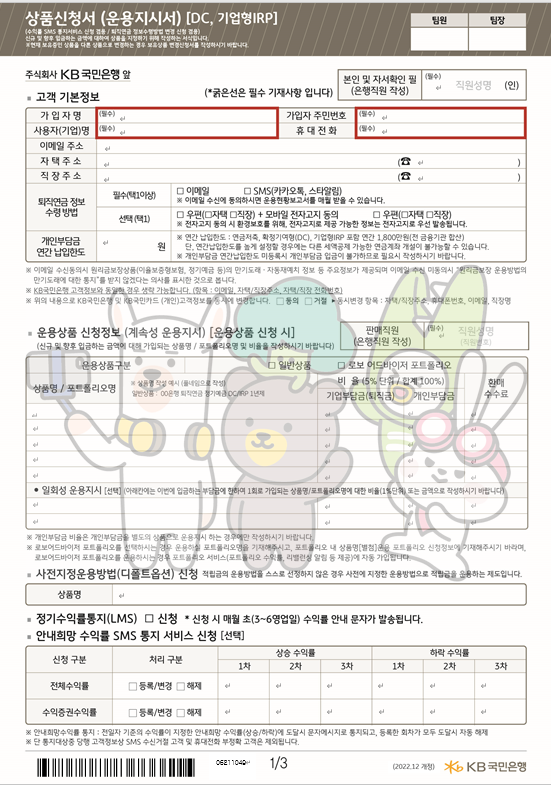 상품신청서 (운용지시서) [DC, 기업형IRP]
(수익률 SMS 통지서비스 신청 겸용 / 퇴직연금 정보수령방법 변경 신청 겸용)
신규 및 향후 입금하는 금액에 대하여 상품을 지정하기 위해 작성하는 서식입니다.
※현재 보유중인 상품을 다른 상품으로 변경하는 경우 보유상품 변경신청서를 작성하시기 바랍니다.
팀원 팀장
주식회사 KB국민은행 앞
본인 및 자서확인 필 (은행직원 작성) (필수) 직원성명 (인)
■ 고객 기본정보 (*굵은선은 필수 기재사항 입니다)
가 입 자 명 (필수) 가입자 주민번호 (필수)
사용자(기업)명 (필수) 휴 대 전 화 (필수)
이메일 주소
자 택 주 소 (☎ )
직 장 주 소 (☎ )
퇴직연금 정보 수령방법
필수(택1이상) □ 이메일 □ SMS(카카오톡, 스타알림)
※ 이메일 수신에 동의하시면 운용현황보고서를 매월 받을 수 있습니다.
선택 (택1) □ 우편(□자택 □직장) + 모바일 전자고지 동의 □ 우편(□자택 □직장)
※ 전자고지 동의 시 환경보호를 위해, 전자고지로 제공 가능한 정보는 전자고지로 우선 발송됩니다.
개인부담금 연간 납입한도 원
※ 연간 납입한도 : 연금저축, 확정기여형(DC), 기업형IRP 포함 연간 1,800만원(전 금융기관 합산)
단, 연간납입한도를 높게 설정할 경우에는 다른 세액공제 가능한 연금계좌 개설이 불가능할 수 있습니다.
※ 개인부담금 연간납입한도 미등록시 개인부담금 입금이 불가하므로 필요시 작성하시기 바랍니다.
※ 이메일 수신동의시 원리금보장상품(이율보증형보험, 정기예금 등)의 만기도래 · 자동재예치 정보 등 주요정보가 제공되며 이메일 수신 미동의시 "원리금보장 운용방법의
만기도래에 대한 통지"를 받지 않겠다는 의사를 표시한 것으로 봅니다.
※ KB국민은행 고객정보와 동일한 경우 생략 가능합니다. (항목 : 이메일, 자택/직장주소, 자택/직장 전화번호)
※ 위의 내용으로 KB국민은행 및 KB국민카드 (개인)고객정보를 동시에 변경합니다. □ 동의 □ 거절 ▶동시변경 항목 : 자택/직장주소, 휴대폰번호, 이메일, 직장명
■ 운용상품 신청정보 (계속성 운용지시) [운용상품 신청 시]
(신규 및 향후 입금하는 금액에 대해 가입되는 상품명 / 포트폴리오명 및 비율을 작성하시기 바랍니다)
판매직원 (은행직원 작성) (필수) 직원성명 (직원번호)
운용상품구분 □ 일반상품 □ 로보 어드바이저 포트폴리오
상품명 / 포트폴리오명
※ 상품명 작성 예시 (풀네임으로 작성)
일반상품 : 00은행 퇴직연금 정기예금 DC/IRP 1년제
비 율 (5% 단위 / 합계 100%)
기업부담금(퇴직금) 개인부담금
환매 수수료
● 일회성 운용지시 [선택] (아래칸에는 이번에 입금하는 부담금에 한하여 1회로 가입되는 상품명/포트폴리오명에 대한 비율(1%단위) 또는 금액으로 작성하시기 바랍니다)
※ 개인부담금 비율은 개인부담금을 별도의 상품으로 운용지시 하는 경우에만 작성하시기 바랍니다.
※ 로보어드바이저 포트폴리오를 선택하시는 경우 운용하실 포트폴리오명을 기재해주시고, 포트폴리오 내 상품명[별첨]은 포트폴리오 신청정보에 기재해주시기 바라며,
로보어드바이저 포트폴리오를 운용하시는 경우 포트폴리오 서비스(포트폴리오 수익률, 리밸런싱 알림 등 제공)에 자동 가입됩니다.
■ 사전지정운용방법(디폴트옵션) 신청 적립금의 운용방법을 스스로 선정하지 않은 경우 사전에 지정한 운용방법으로 적립금을 운용하는 제도입니다.
상품명
■ 정기수익률통지(LMS) □ 신청 * 신청 시 매월 초(3~6영업일) 수익률 안내 문자가 발송됩니다.
■ 안내희망 수익률 SMS 통지 서비스 신청 [선택]
신청 구분 처리 구분 상승 수익률 하락 수익률
1차 2차 3차 1차 2차 3차
전체수익률 □ 등록/변경 □ 해제
수익증권수익률 □ 등록/변경 □ 해제
※ 안내희망수익률 통지 : 전일자 기준의 수익률이 지정한 안내희망 수익률(상승/하락)에 도달시 문자메시지로 통지되고, 등록한 회차가 모두 도달시 자동 해제
※ 단 통지대상중 당행 고객정보상 SMS 수신거절 고객 및 휴대전화 부정확 고객은 제외됩니다.
06211049# 1/3 (2022.12 개정) KB 국민은행